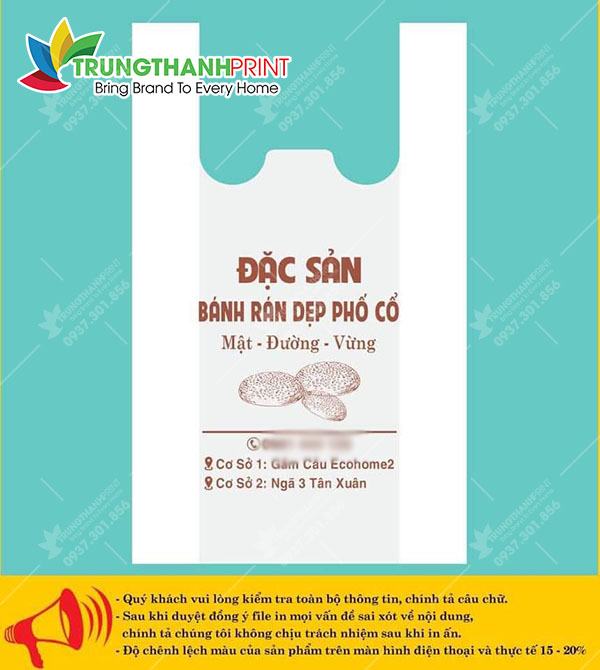 TRUNGTHANHPRINT
Bring Brand To Every Home
ĐẶC SẢN
BÁNH RÁN DẸP PHỐ CỔ
Mật - Đường - Vừng
Cơ Sở 1: Gầm Cầu Ecohome2
Cơ Sở 2: Ngã 3 Tân Xuân
- Quý khách vui lòng kiểm tra toàn bộ thông tin, chính tả câu chữ.
- Sau khi duyệt đồng ý file in mọi vấn đề sai xót về nội dung,
chính tả chúng tôi không chịu trách nhiệm sau khi in ấn.
- Độ chênh lệch màu của sản phẩm trên màn hình điện thoại và thực tế 15 - 20%
TRUNGTHANHPRINT
0937.301.856